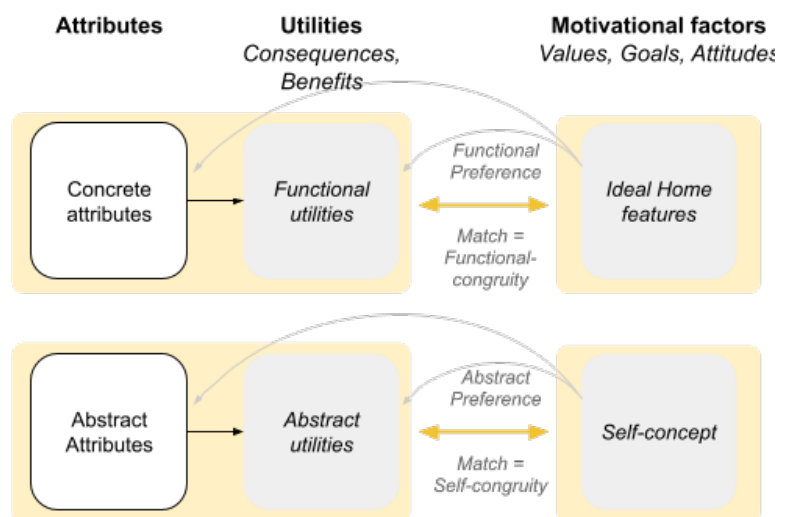 Attributes
Utilities
Consequences,
Benefits
Motivational factors
Values, Goals, Attitudes
Concrete
attributes
Functional
utilities
Functional
Preference
Match =
Functional-
congruity
Ideal Home
features
Abstract
Attributes
Abstract
utilities
Abstract
Preference
Match =
Self-congruity
Self-concept